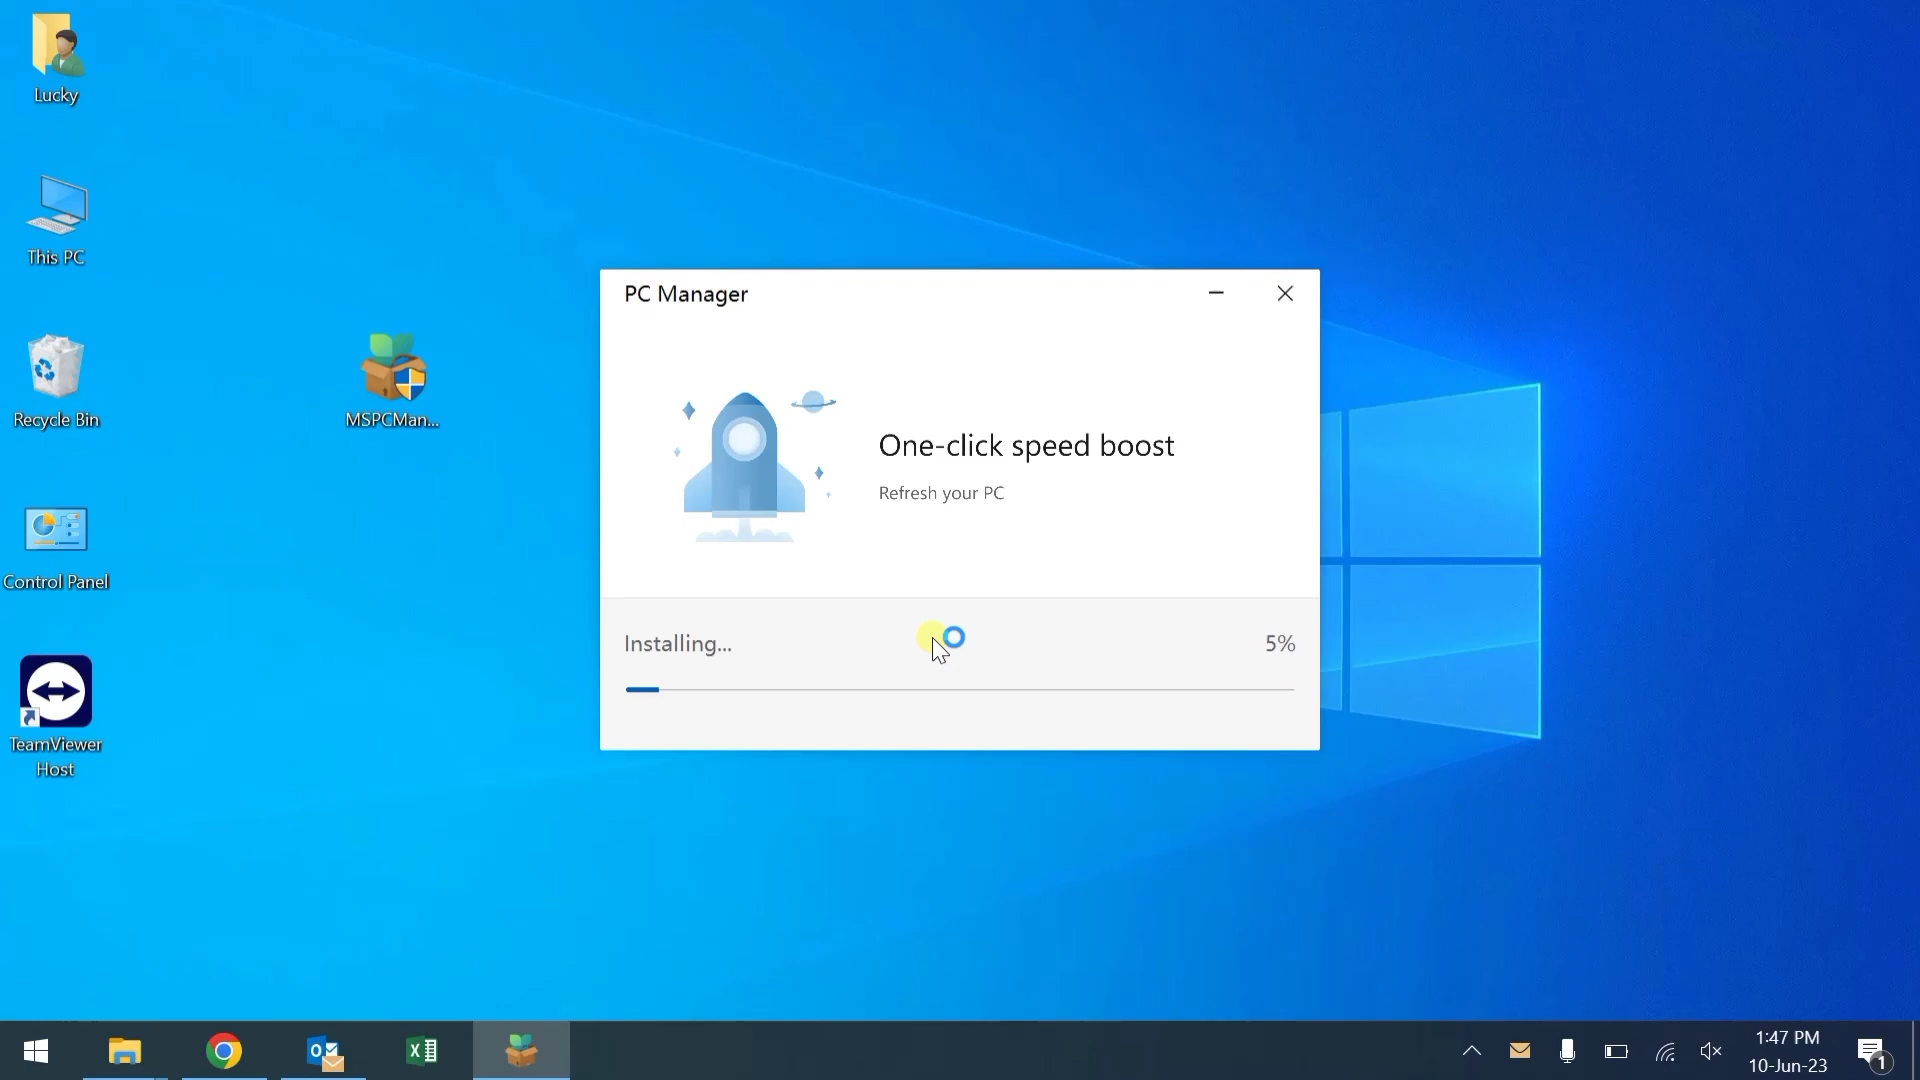 Lucky
This PC
Recycle Bin
MSPCMan...
Control Panel
TeamViewer
Host
PC Manager
One-click speed boost
Refresh your PC
Installing...
5%
1:47 PM
10-Jun-23
1